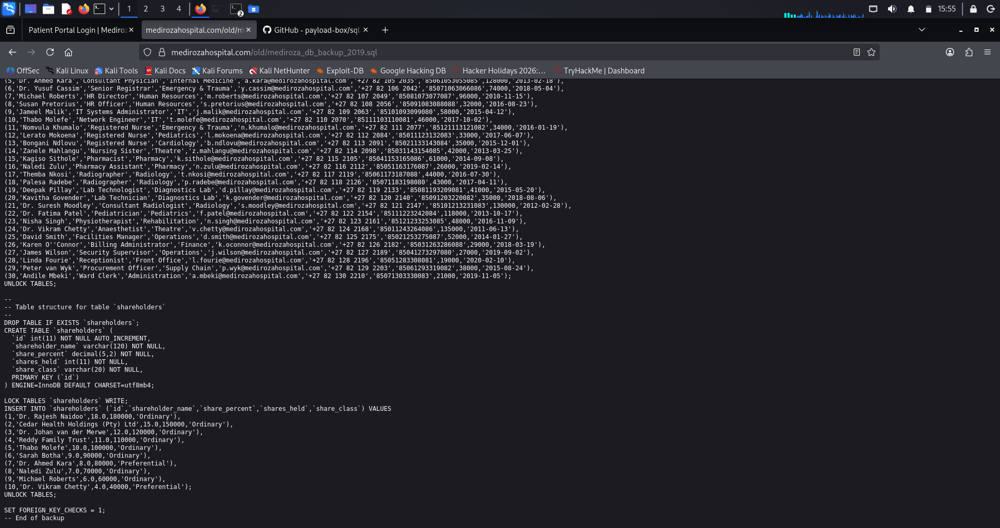 1 2 3 4 2 15:55
Patient Portal Login | Mediroz
medirozahospital.com/old/m
GitHub - payload-box/sql
medirozahospital.com/old/mediroza_db_backup_2019.sql
OffSec Kali Linux Kali Tools Kali Docs Kali Forums Kali NetHunter Exploit-DB Google Hacking DB Hacker Holidays 2026:... TryHackMe | Dashboard
(5,'Dr. Ahmed Kara','Consultant Physician','Internal Medicine','a.kara@medirozahospital.com','+27 82 105 2035','85061053055085',128000,'2013-02-18'),
(6,'Dr. Yusuf Cassim','Senior Registrar','Emergency & Trauma','y.cassim@medirozahospital.com','+27 82 106 2042','85071063066086',74000,'2018-05-04'),
(7,'Michael Roberts','HR Director','Human Resources','m.roberts@medirozahospital.com','+27 82 107 2049','85081073077087',96000,'2010-11-15'),
(8,'Susan Pretorius','HR Officer','Human Resources','s.pretorius@medirozahospital.com','+27 82 108 2056','85091083088088',32000,'2016-08-23'),
(9,'Jameel Malik','IT Systems Administrator','IT','j.malik@medirozahospital.com','+27 82 109 2063','85101093099080',58000,'2015-04-12'),
(10,'Thabo Molefe','Network Engineer','IT','t.molefe@medirozahospital.com','+27 82 110 2070','85111103110081',46000,'2017-10-02'),
(11,'Nomvula Khumalo','Registered Nurse','Emergency & Trauma','n.khumalo@medirozahospital.com','+27 82 111 2077','85121113121082',34000,'2016-01-19'),
(12,'Lerato Mokoena','Registered Nurse','Pediatrics','l.mokoena@medirozahospital.com','+27 82 112 2084','85011123132083',33000,'2017-06-07'),
(13,'Bongani Ndlovu','Registered Nurse','Cardiology','b.ndlovu@medirozahospital.com','+27 82 113 2091','85021133143084',35000,'2015-12-01'),
(14,'Zanele Mahlangu','Nursing Sister','Theatre','z.mahlangu@medirozahospital.com','+27 82 114 2098','85031143154085',42000,'2013-03-25'),
(15,'Kagiso Sithole','Pharmacist','Pharmacy','k.sithole@medirozahospital.com','+27 82 115 2105','85041153165086',61000,'2014-09-08'),
(16,'Naledi Zulu','Pharmacy Assistant','Pharmacy','n.zulu@medirozahospital.com','+27 82 116 2112','85051163176087',26000,'2019-02-14'),
(17,'Themba Nkosi','Radiographer','Radiology','t.nkosi@medirozahospital.com','+27 82 117 2119','85061173187088',44000,'2016-07-30'),
(18,'Palesa Radebe','Radiographer','Radiology','p.radebe@medirozahospital.com','+27 82 118 2126','85071183198080',43000,'2017-04-11'),
(19,'Deepak Pillay','Lab Technologist','Diagnostics Lab','d.pillay@medirozahospital.com','+27 82 119 2133','85081193209081',41000,'2015-05-20'),
(20,'Kavitha Govender','Lab Technician','Diagnostics Lab','k.govender@medirozahospital.com','+27 82 120 2140','85091203220082',35000,'2018-08-06'),
(21,'Dr. Suresh Moodley','Consultant Radiologist','Radiology','s.moodley@medirozahospital.com','+27 82 121 2147','85101213231083',130000,'2012-02-28'),
(22,'Dr. Fatima Patel','Pediatrician','Pediatrics','f.patel@medirozahospital.com','+27 82 122 2154','85111223242084',118000,'2013-10-17'),
(23,'Nisha Singh','Physiotherapist','Rehabilitation','n.singh@medirozahospital.com','+27 82 123 2161','85121233253085',48000,'2016-11-09'),
(24,'Dr. Vikram Chetty','Anaesthetist','Theatre','v.chetty@medirozahospital.com','+27 82 124 2168','85011243264086',135000,'2011-06-13'),
(25,'David Smith','Facilities Manager','Operations','d.smith@medirozahospital.com','+27 82 125 2175','85021253275087',52000,'2014-01-27'),
(26,'Karen O''Connor','Billing Administrator','Finance','k.oconnor@medirozahospital.com','+27 82 126 2182','85031263286088',29000,'2018-03-19'),
(27,'James Wilson','Security Supervisor','Operations','j.wilson@medirozahospital.com','+27 82 127 2189','85041273297080',27000,'2019-09-02'),
(28,'Linda Fourie','Receptionist','Front Office','l.fourie@medirozahospital.com','+27 82 128 2196','85051283308081',19000,'2020-02-10'),
(29,'Peter van Wyk','Procurement Officer','Supply Chain','p.wyk@medirozahospital.com','+27 82 129 2203','85061293319082',38000,'2015-08-24'),
(30,'Andile Mbeki','Ward Clerk','Administration','a.mbeki@medirozahospital.com','+27 82 130 2210','85071303330083',21000,'2019-11-05');
UNLOCK TABLES;
--
-- Table structure for table `shareholders`
--
DROP TABLE IF EXISTS `shareholders`;
CREATE TABLE `shareholders` (
`id` int(11) NOT NULL AUTO_INCREMENT,
`shareholder_name` varchar(120) NOT NULL,
`share_percent` decimal(5,2) NOT NULL,
`shares_held` int(11) NOT NULL,
`share_class` varchar(20) NOT NULL,
PRIMARY KEY (`id`)
) ENGINE=InnoDB DEFAULT CHARSET=utf8mb4;
LOCK TABLES `shareholders` WRITE;
INSERT INTO `shareholders` (`id`,`shareholder_name`,`share_percent`,`shares_held`,`share_class`) VALUES
(1,'Dr. Rajesh Naidoo',18.0,180000,'Ordinary'),
(2,'Cedar Health Holdings (Pty) Ltd',15.0,150000,'Ordinary'),
(3,'Dr. Johan van der Merwe',12.0,120000,'Ordinary'),
(4,'Reddy Family Trust',11.0,110000,'Ordinary'),
(5,'Thabo Molefe',10.0,100000,'Ordinary'),
(6,'Sarah Botha',9.0,90000,'Ordinary'),
(7,'Dr. Ahmed Kara',8.0,80000,'Preferential'),
(8,'Naledi Zulu',7.0,70000,'Ordinary'),
(9,'Michael Roberts',6.0,60000,'Ordinary'),
(10,'Dr. Vikram Chetty',4.0,40000,'Preferential');
UNLOCK TABLES;
SET FOREIGN_KEY_CHECKS = 1;
-- End of backup